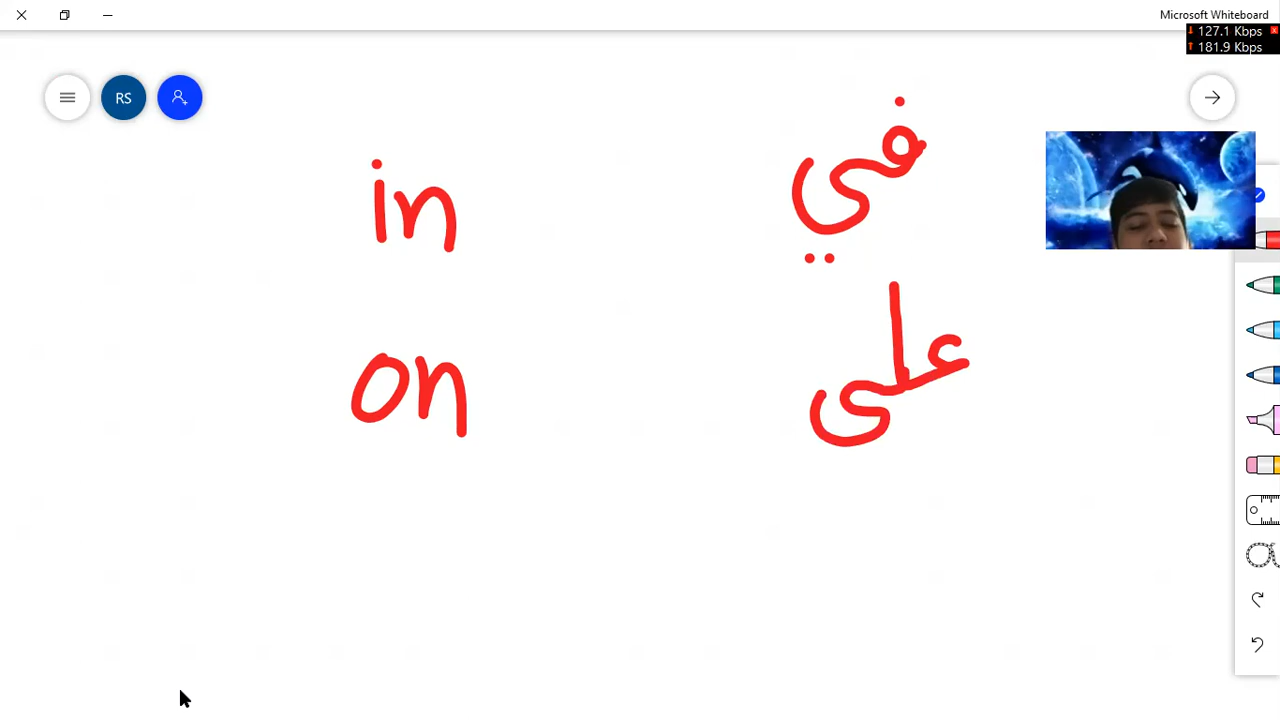 Microsoft Whiteboard
127.1 Kbps
181.9 Kbps
RS
in في
on على